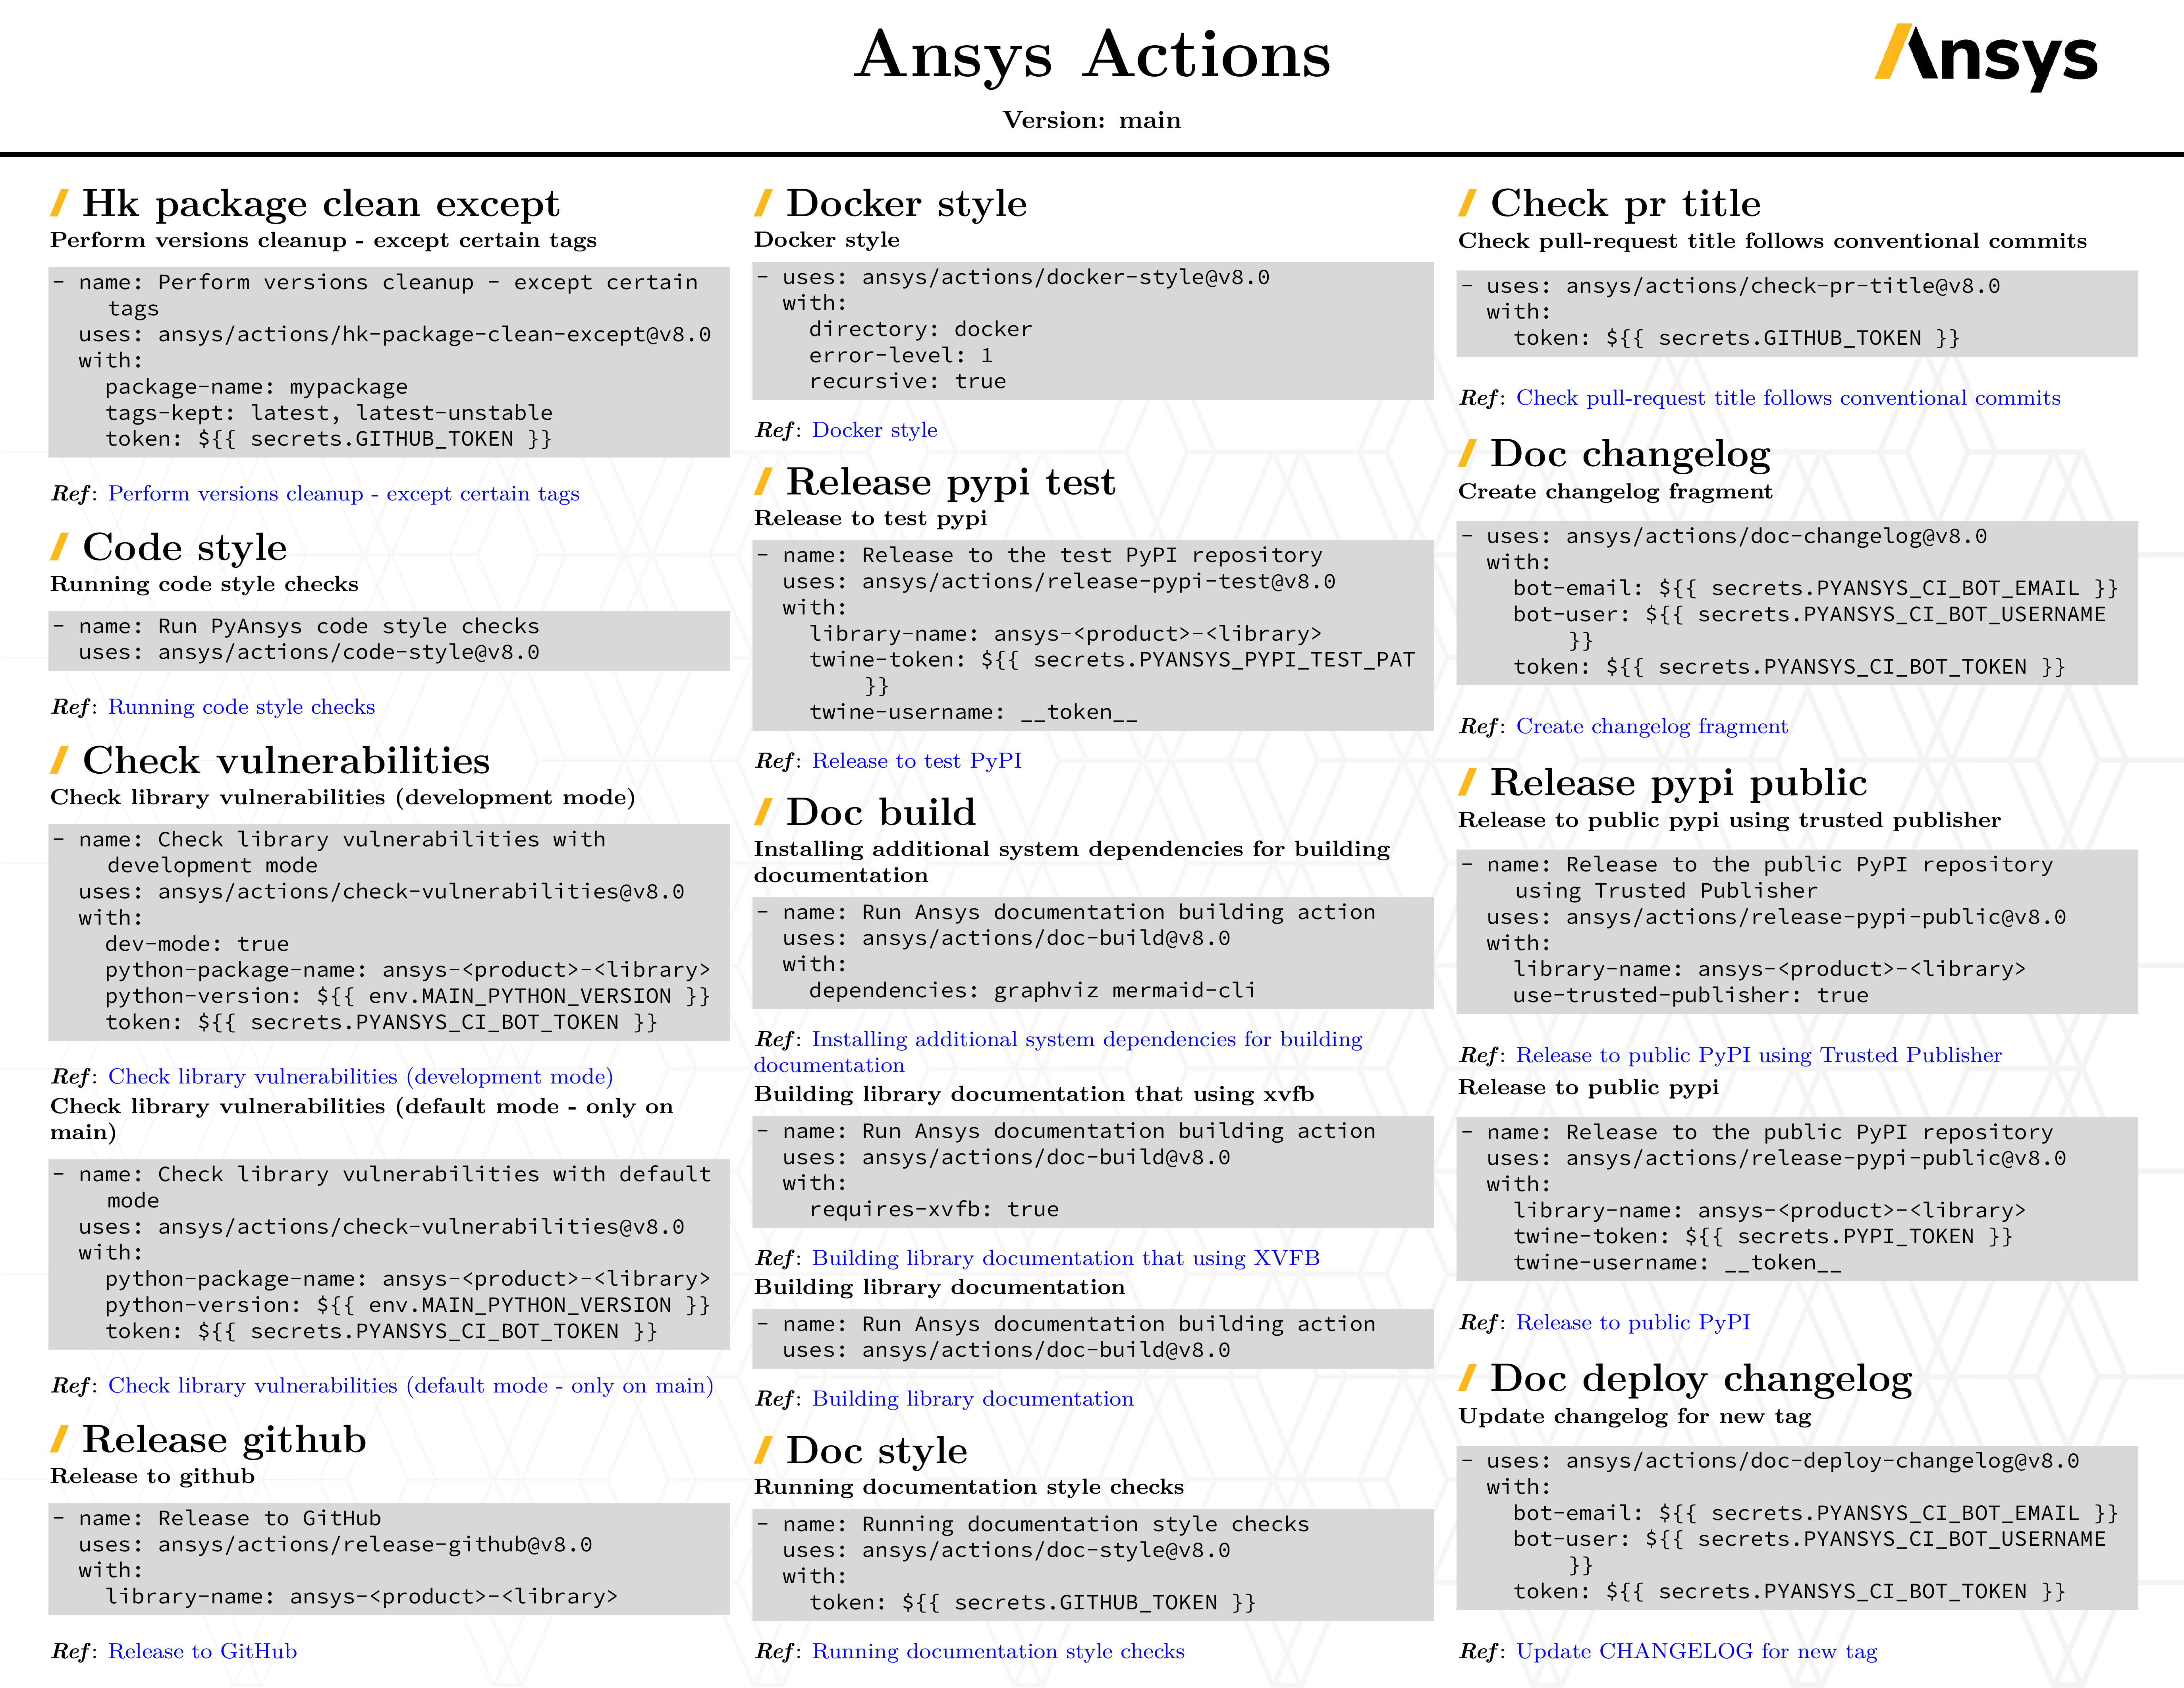 Ansys Actions
Ansys
Version: main
Hk package clean except
Perform versions cleanup - except certain tags
- name: Perform versions cleanup - except certain
tags
uses: ansys/actions/hk-package-clean-except@v8.0
with:
package-name: mypackage
tags-kept: latest, latest-unstable
token: ${{ secrets.GITHUB_TOKEN }}
Ref: Perform versions cleanup - except certain tags
Code style
Running code style checks
- name: Run PyAnsys code style checks
uses: ansys/actions/code-style@v8.0
Ref: Running code style checks
Check vulnerabilities
Check library vulnerabilities (development mode)
- name: Check library vulnerabilities with
development mode
uses: ansys/actions/check-vulnerabilities@v8.0
with:
dev-mode: true
python-package-name: ansys-<product>-<library>
python-version: ${{ env.MAIN_PYTHON_VERSION }}
token: ${{ secrets.PYANSYS_CI_BOT_TOKEN }}
Ref: Check library vulnerabilities (development mode)
Check library vulnerabilities (default mode - only on
main)
- name: Check library vulnerabilities with default
mode
uses: ansys/actions/check-vulnerabilities@v8.0
with:
python-package-name: ansys-<product>-<library>
python-version: ${{ env.MAIN_PYTHON_VERSION }}
token: ${{ secrets.PYANSYS_CI_BOT_TOKEN }}
Ref: Check library vulnerabilities (default mode - only on main)
Release github
Release to github
- name: Release to GitHub
uses: ansys/actions/release-github@v8.0
with:
library-name: ansys-<product>-<library>
Ref: Release to GitHub
Docker style
Docker style
- uses: ansys/actions/docker-style@v8.0
with:
directory: docker
error-level: 1
recursive: true
Ref: Docker style
Release pypi test
Release to test pypi
- name: Release to the test PyPI repository
uses: ansys/actions/release-pypi-test@v8.0
with:
library-name: ansys-<product>-<library>
twine-token: ${{ secrets.PYANSYS_PYPI_TEST_PAT
}}
twine-username: __token__
Ref: Release to test PyPI
Doc build
Installing additional system dependencies for building
documentation
- name: Run Ansys documentation building action
uses: ansys/actions/doc-build@v8.0
with:
dependencies: graphviz mermaid-cli
Ref: Installing additional system dependencies for building
documentation
Building library documentation that using xvfb
- name: Run Ansys documentation building action
uses: ansys/actions/doc-build@v8.0
with:
requires-xvfb: true
Ref: Building library documentation that using XVFB
Building library documentation
- name: Run Ansys documentation building action
uses: ansys/actions/doc-build@v8.0
Ref: Building library documentation
Doc style
Running documentation style checks
- name: Running documentation style checks
uses: ansys/actions/doc-style@v8.0
with:
token: ${{ secrets.GITHUB_TOKEN }}
Ref: Running documentation style checks
Check pr title
Check pull-request title follows conventional commits
- uses: ansys/actions/check-pr-title@v8.0
with:
token: ${{ secrets.GITHUB_TOKEN }}
Ref: Check pull-request title follows conventional commits
Doc changelog
Create changelog fragment
- uses: ansys/actions/doc-changelog@v8.0
with:
bot-email: ${{ secrets.PYANSYS_CI_BOT_EMAIL }}
bot-user: ${{ secrets.PYANSYS_CI_BOT_USERNAME
}}
token: ${{ secrets.PYANSYS_CI_BOT_TOKEN }}
Ref: Create changelog fragment
Release pypi public
Release to public pypi using trusted publisher
- name: Release to the public PyPI repository
using Trusted Publisher
uses: ansys/actions/release-pypi-public@v8.0
with:
library-name: ansys-<product>-<library>
use-trusted-publisher: true
Ref: Release to public PyPI using Trusted Publisher
Release to public pypi
- name: Release to the public PyPI repository
uses: ansys/actions/release-pypi-public@v8.0
with:
library-name: ansys-<product>-<library>
twine-token: ${{ secrets.PYPI_TOKEN }}
twine-username: __token__
Ref: Release to public PyPI
Doc deploy changelog
Update changelog for new tag
- uses: ansys/actions/doc-deploy-changelog@v8.0
with:
bot-email: ${{ secrets.PYANSYS_CI_BOT_EMAIL }}
bot-user: ${{ secrets.PYANSYS_CI_BOT_USERNAME
}}
token: ${{ secrets.PYANSYS_CI_BOT_TOKEN }}
Ref: Update CHANGELOG for new tag